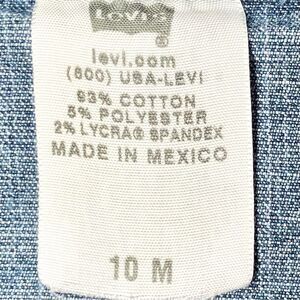 Levi's
®
levi.com
(800) USA-LEVI
93% COTTON
5% POLYESTER
2% LYCRA® SPANDEX
MADE IN MEXICO
10 M